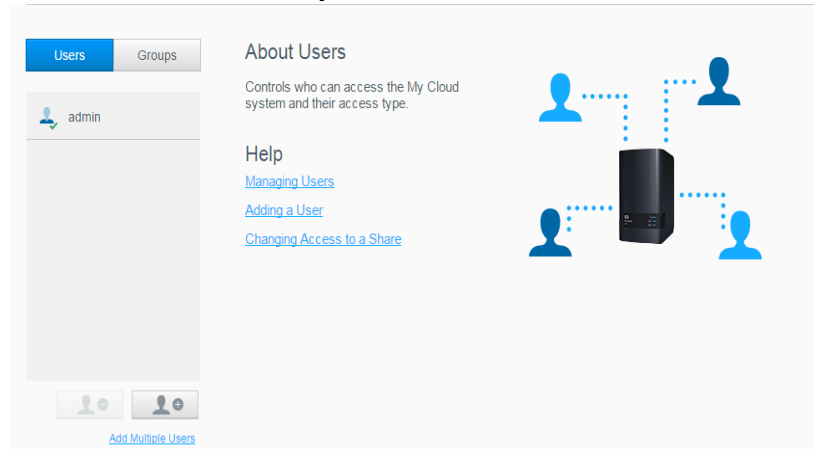 Users
Groups
admin
About Users
Controls who can access the My Cloud
system and their access type.
Help
Managing Users
Adding a User
Changing Access to a Share
Add Multiple Users